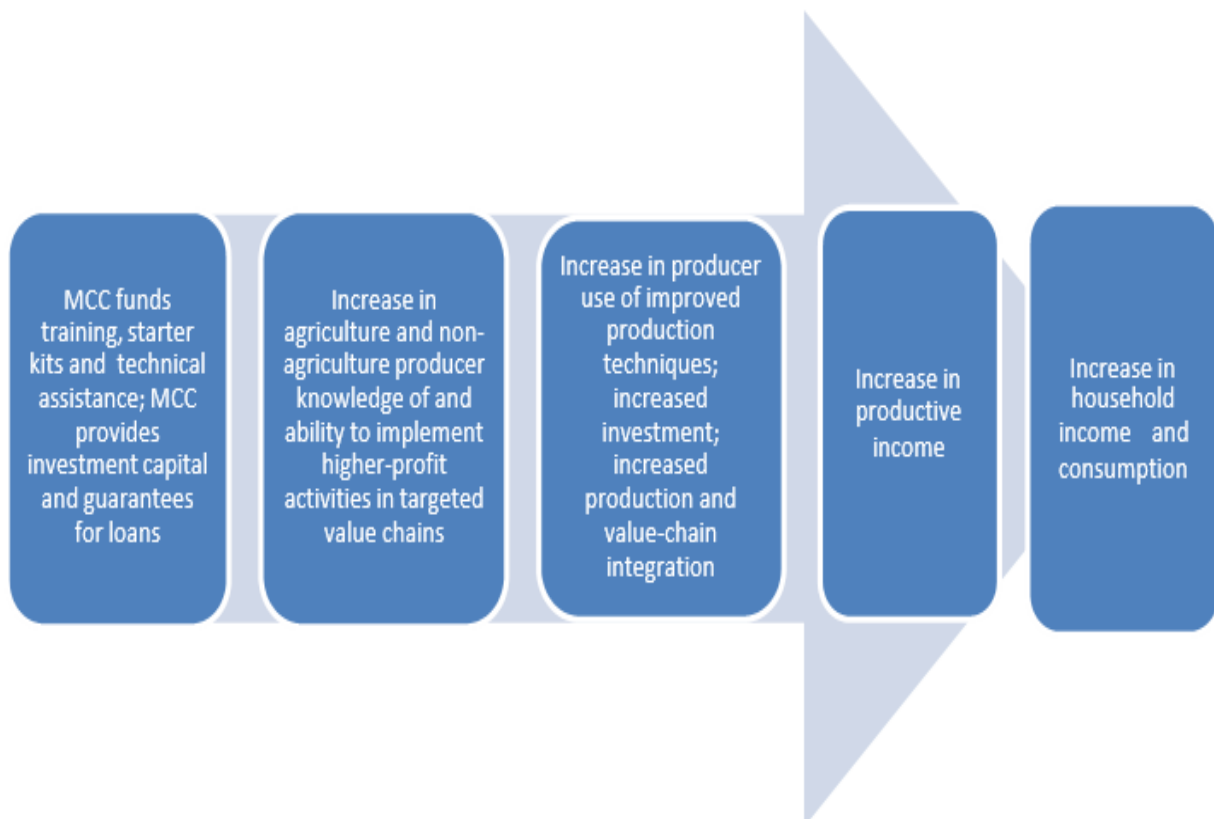 MCC funds
training, starter
kits and technical
assistance; MCC
provides
investment capital
and guarantees
for loans
Increase in
agriculture and non-
agriculture producer
knowledge of and
ability to implement
higher-profit
activities in targeted
value chains
Increase in producer
use of improved
production
techniques;
increased
investment;
increased
production and
value-chain
integration
Increase in
productive
income
Increase in
household
income and
consumption